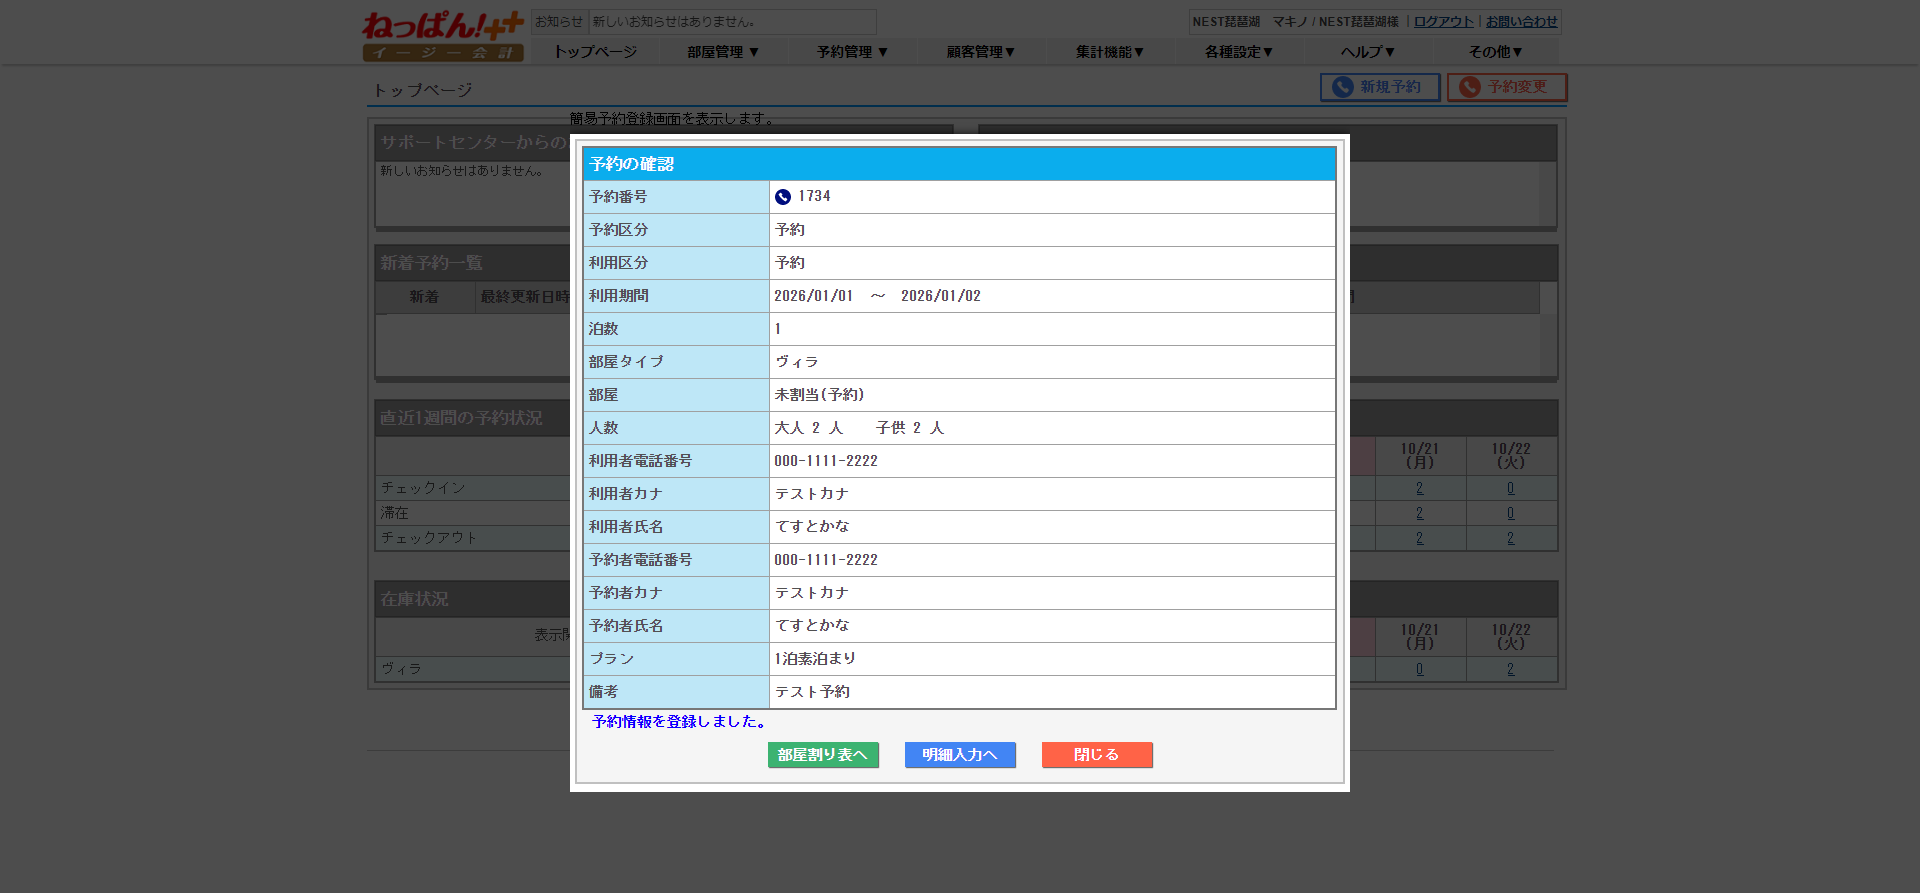 ねっぱん!++
イージー会計
お知らせ 新しいお知らせはありません。
NEST琵琶湖 マキノ / NEST琵琶湖様 | ログアウト | お問い合わせ
トップページ 部屋管理 ▼ 予約管理 ▼ 顧客管理▼ 集計機能▼ 各種設定▼ ヘルプ▼ その他▼
トップページ
新規予約 予約変更
簡易予約登録画面を表示します。
サポートセンターからの
新しいお知らせはありません。
新着予約一覧
新着 最終更新日時
直近1週間の予約状況
10/21 10/22
(月) (火)
チェックイン 2 0
滞在 2 0
チェックアウト 2 2
在庫状況
10/21 10/22
表示 (月) (火)
ヴィラ 0 2
予約の確認
予約番号 1734
予約区分 予約
利用区分 予約
利用期間 2026/01/01 ～ 2026/01/02
泊数 1
部屋タイプ ヴィラ
部屋 未割当(予約)
人数 大人 2 人 子供 2 人
利用者電話番号 000-1111-2222
利用者カナ テストカナ
利用者氏名 てすとかな
予約者電話番号 000-1111-2222
予約者カナ テストカナ
予約者氏名 てすとかな
プラン 1泊素泊まり
備考 テスト予約
予約情報を登録しました。
部屋割り表へ 明細入力へ 閉じる